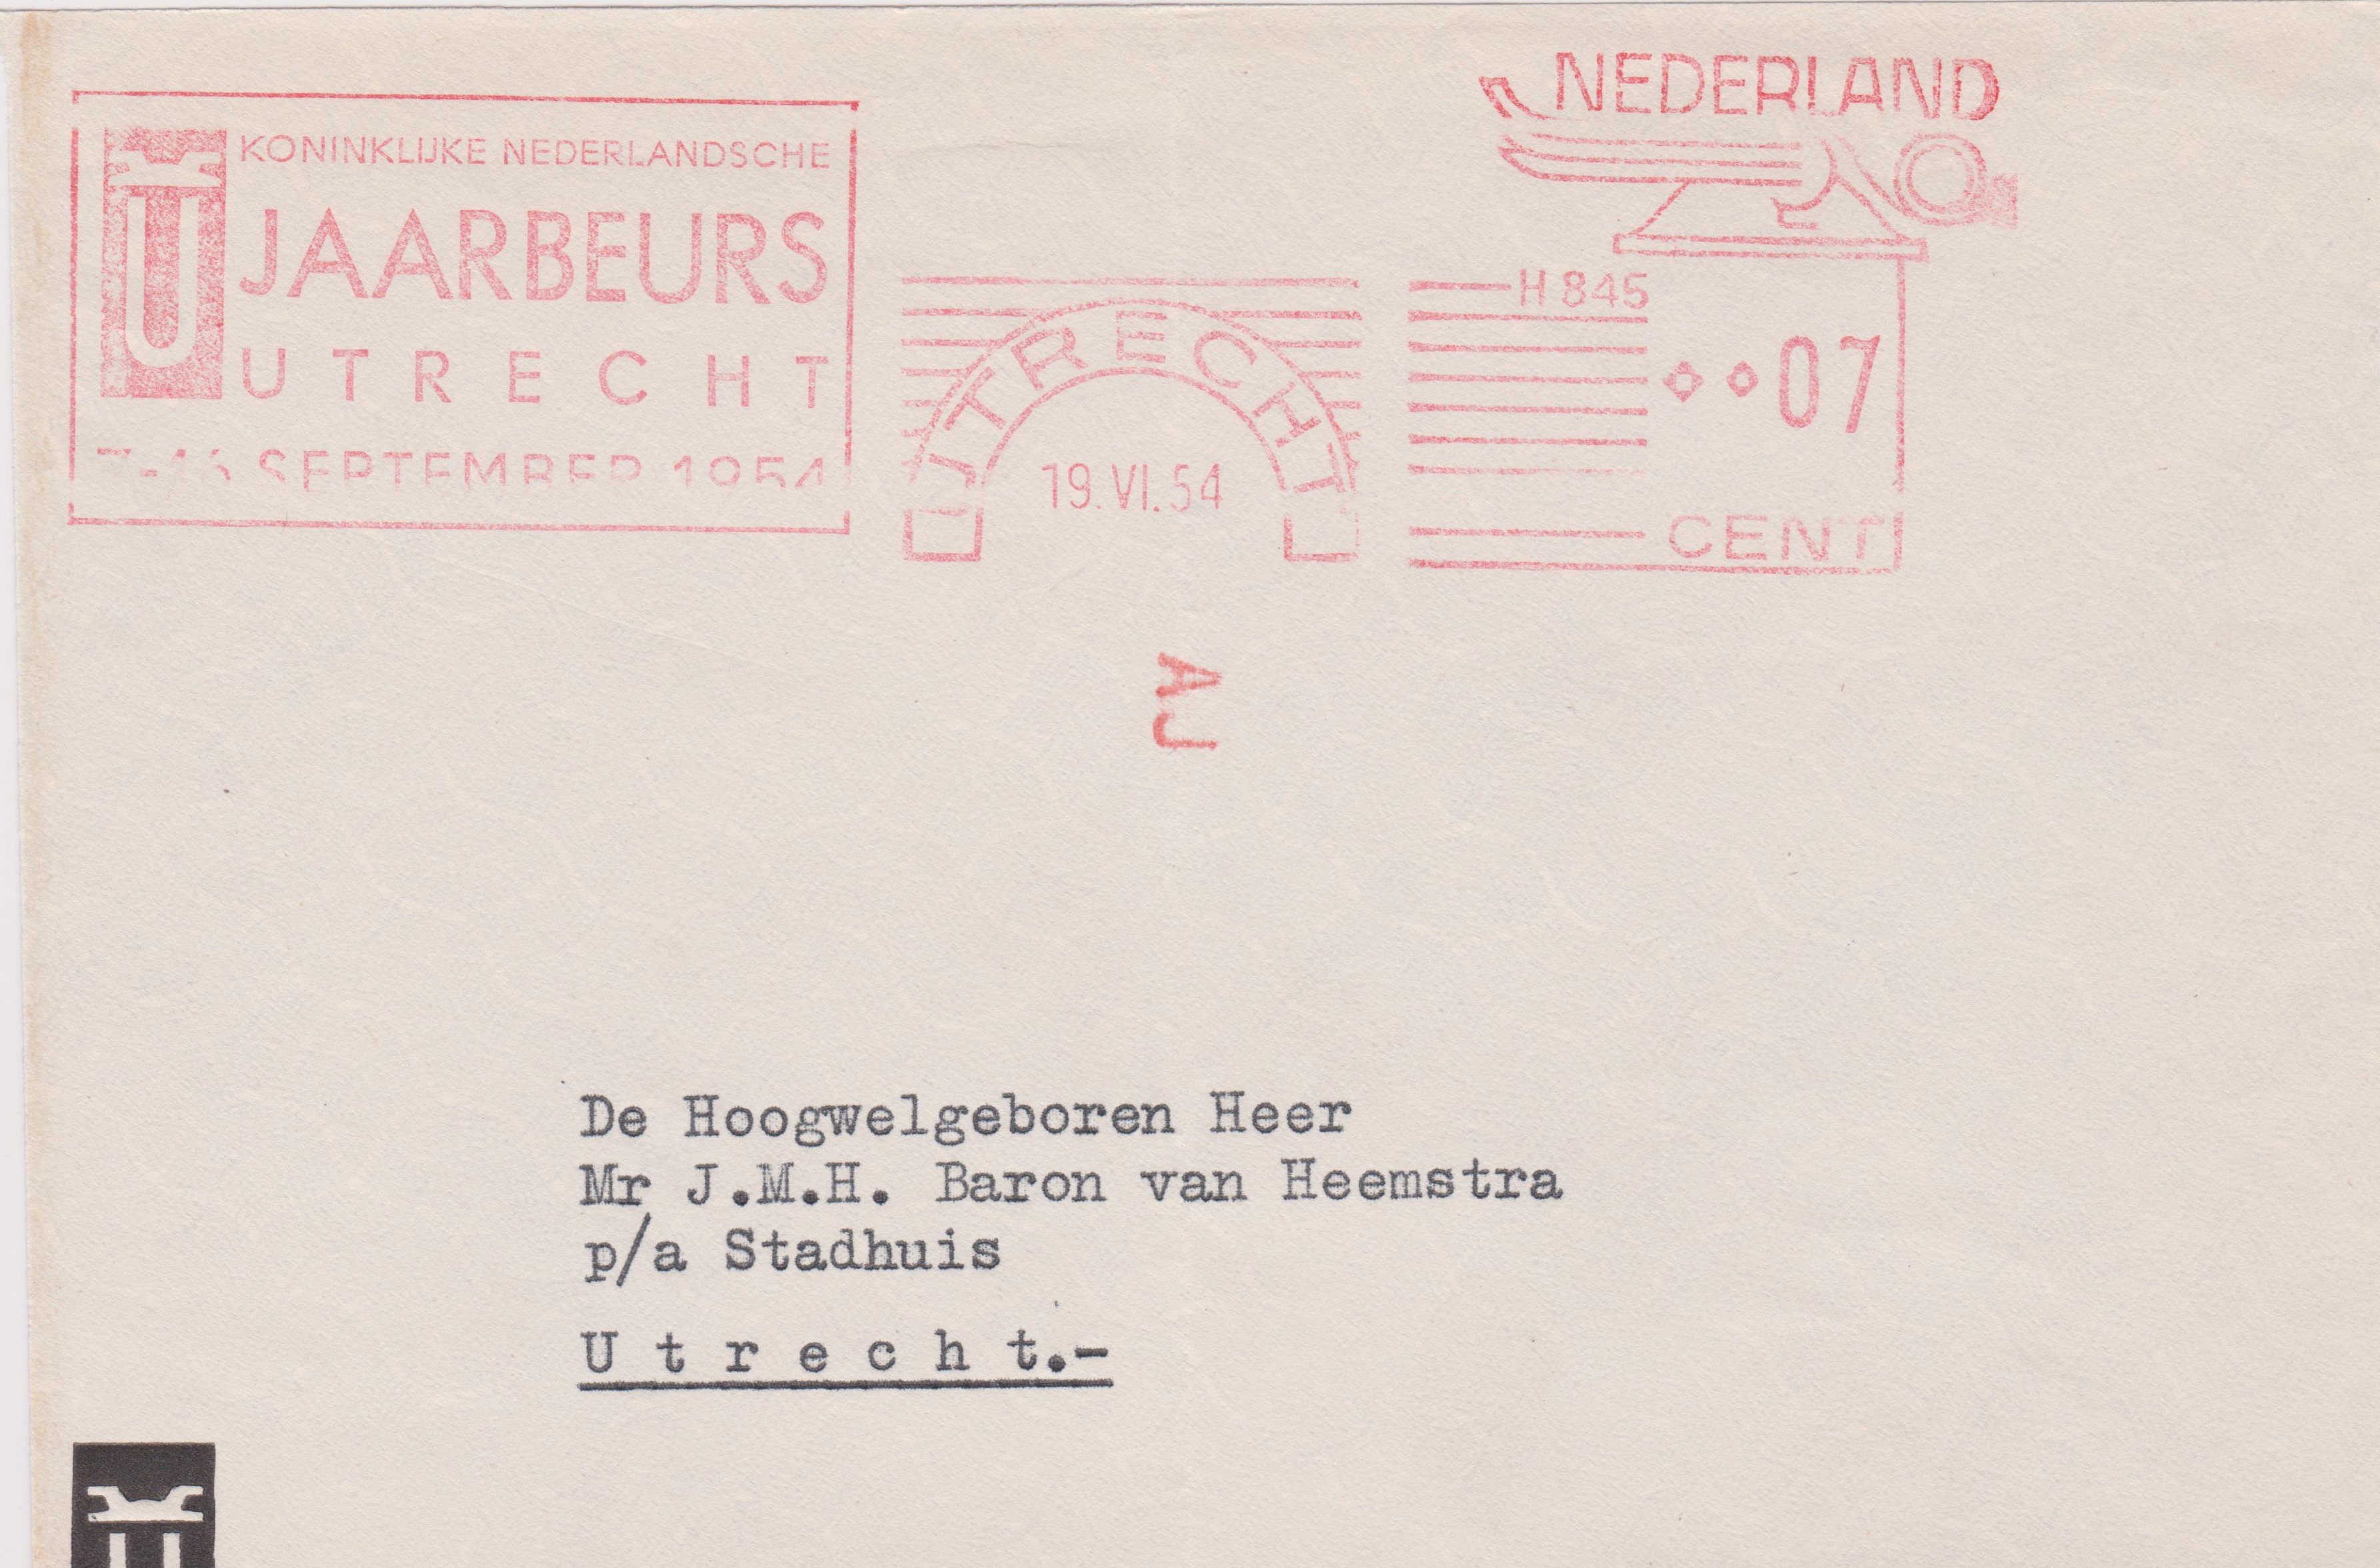 KONINKLIJKE NEDERLANDSCHE
JAARBEURS
UTRECHT
SEPTEMBER 1954
UTRECHT
19.VI.54
NEDERLAND
H 845
07
CENT
AJ
De Hoogwelgeboren Heer
Mr J.M.H. Baron van Heemstra
p/a Stadhuis
U t r e c h t.-